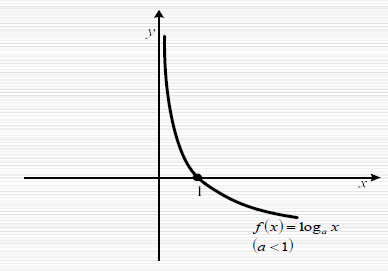 y
x
1
f(x) = logₐ x
(a < 1)